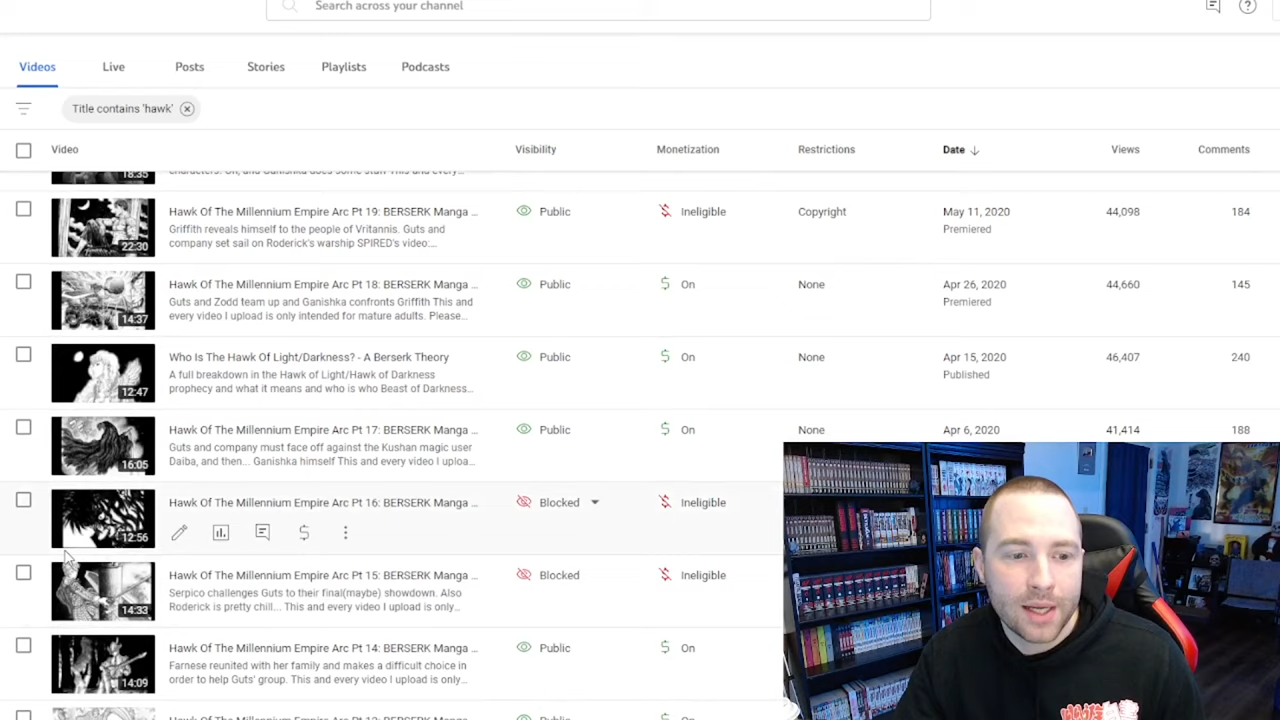 Search across your channel
Videos Live Posts Stories Playlists Podcasts
Title contains 'hawk'
Video Visibility Monetization Restrictions Date Views Comments
18:35
characters. Oh, and Ganishka does some stuff This and every...
Hawk Of The Millennium Empire Arc Pt 19: BERSERK Manga ... Public Ineligible Copyright May 11, 2020 44,098 184
Griffith reveals himself to the people of Vritannis. Guts and Premiered
company set sail on Roderick's warship SPIRED's video:...
22:30
Hawk Of The Millennium Empire Arc Pt 18: BERSERK Manga ... Public On None Apr 26, 2020 44,660 145
Guts and Zodd team up and Ganishka confronts Griffith This and Premiered
every video I upload is only intended for mature adults. Please...
14:37
Who Is The Hawk Of Light/Darkness? - A Berserk Theory Public On None Apr 15, 2020 46,407 240
A full breakdown in the Hawk of Light/Hawk of Darkness Published
prophecy and what it means and who is who Beast of Darkness...
12:47
Hawk Of The Millennium Empire Arc Pt 17: BERSERK Manga ... Public On None Apr 6, 2020 41,414 188
Guts and company must face off against the Kushan magic user
Daiba, and then... Ganishka himself This and every video I uploa...
16:05
Hawk Of The Millennium Empire Arc Pt 16: BERSERK Manga ... Blocked Ineligible
12:56
Hawk Of The Millennium Empire Arc Pt 15: BERSERK Manga ... Blocked Ineligible
Serpico challenges Guts to their final(maybe) showdown. Also
Roderick is pretty chill... This and every video I upload is only...
14:33
Hawk Of The Millennium Empire Arc Pt 14: BERSERK Manga ... Public On
Farnese reunited with her family and makes a difficult choice in
order to help Guts' group. This and every video I upload is only...
14:09